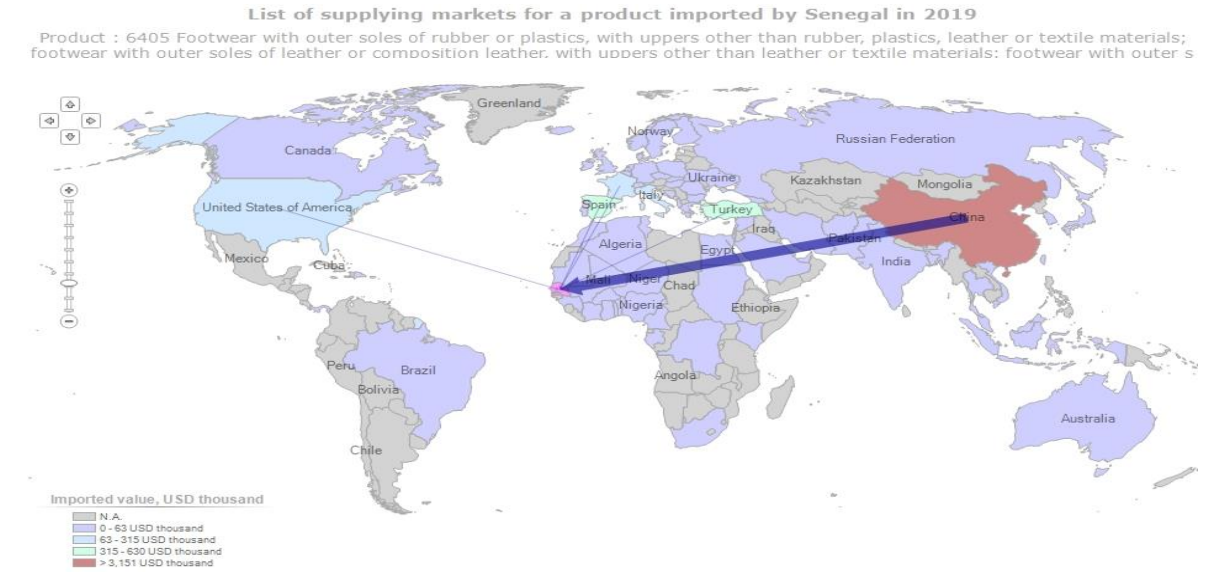 List of supplying markets for a product imported by Senegal in 2019
Product : 6405 Footwear with outer soles of rubber or plastics, with uppers other than rubber, plastics, leather or textile materials;
footwear with outer soles of leather or composition leather, with uppers other than leather or textile materials; footwear with outer s
Greenland
Norway
Russian Federation
Canada
Ukraine
Kazakhstan
Mongolia
Italy
United States of America
Spain
Turkey
China
Iraq
Pakistan
Algeria
Egypt
Mexico
Cuba
India
Mali
Niger
Chad
Nigeria
Ethiopia
Peru
Brazil
Angola
Bolivia
Australia
Chile
Imported value, USD thousand
N.A.
0 - 63 USD thousand
63 - 315 USD thousand
315 - 630 USD thousand
> 3,151 USD thousand